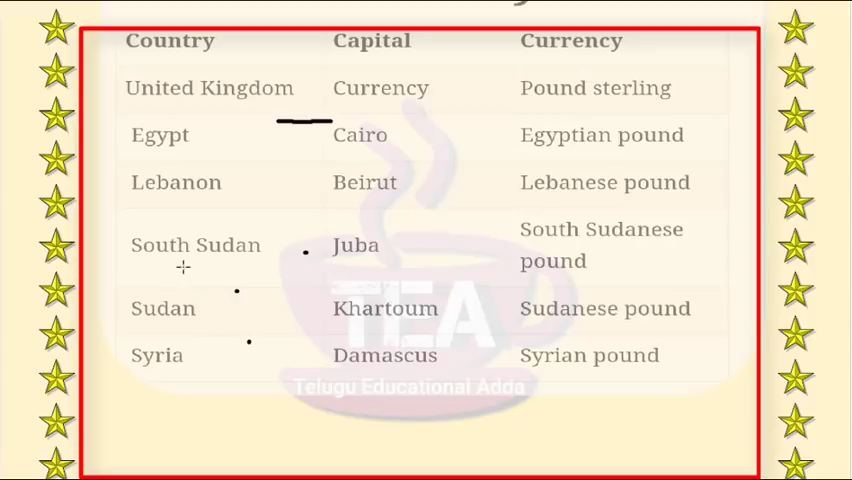 Country Capital Currency
United Kingdom Currency Pound sterling
Egypt Cairo Egyptian pound
Lebanon Beirut Lebanese pound
South Sudan Juba South Sudanese
pound
Sudan Khartoum Sudanese pound
Syria Damascus Syrian pound
TEA
Telugu Educational Adda